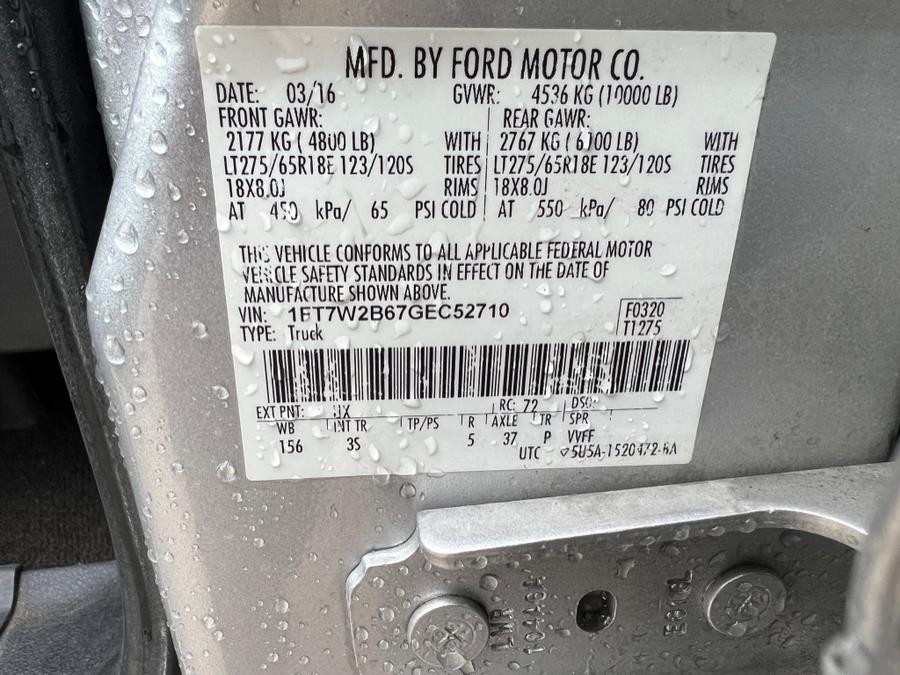 MFD. BY FORD MOTOR CO.
DATE: 03/16 GVWR: 4536 KG (10000 LB)
FRONT GAWR: REAR GAWR:
2177 KG ( 4800 LB) WITH 2767 KG ( 6100 LB) WITH
LT275/65R18E 123/120S TIRES LT275/65R18E 123/120S TIRES
18X8.0J RIMS 18X8.0J RIMS
AT 450 kPa/ 65 PSI COLD AT 550 kPa/ 80 PSI COLD
THIS VEHICLE CONFORMS TO ALL APPLICABLE FEDERAL MOTOR
VEHICLE SAFETY STANDARDS IN EFFECT ON THE DATE OF
MANUFACTURE SHOWN ABOVE.
VIN: 1FT7W2B67GEC52710 F0320
TYPE: Truck T1275
EXT PNT: UX RC: 72 DSO:
WB INT TR TP/PS R AXLE TR SPR
156 3S 5 37 P VVFF
UTC 5U5A-1520472-BA
LMR